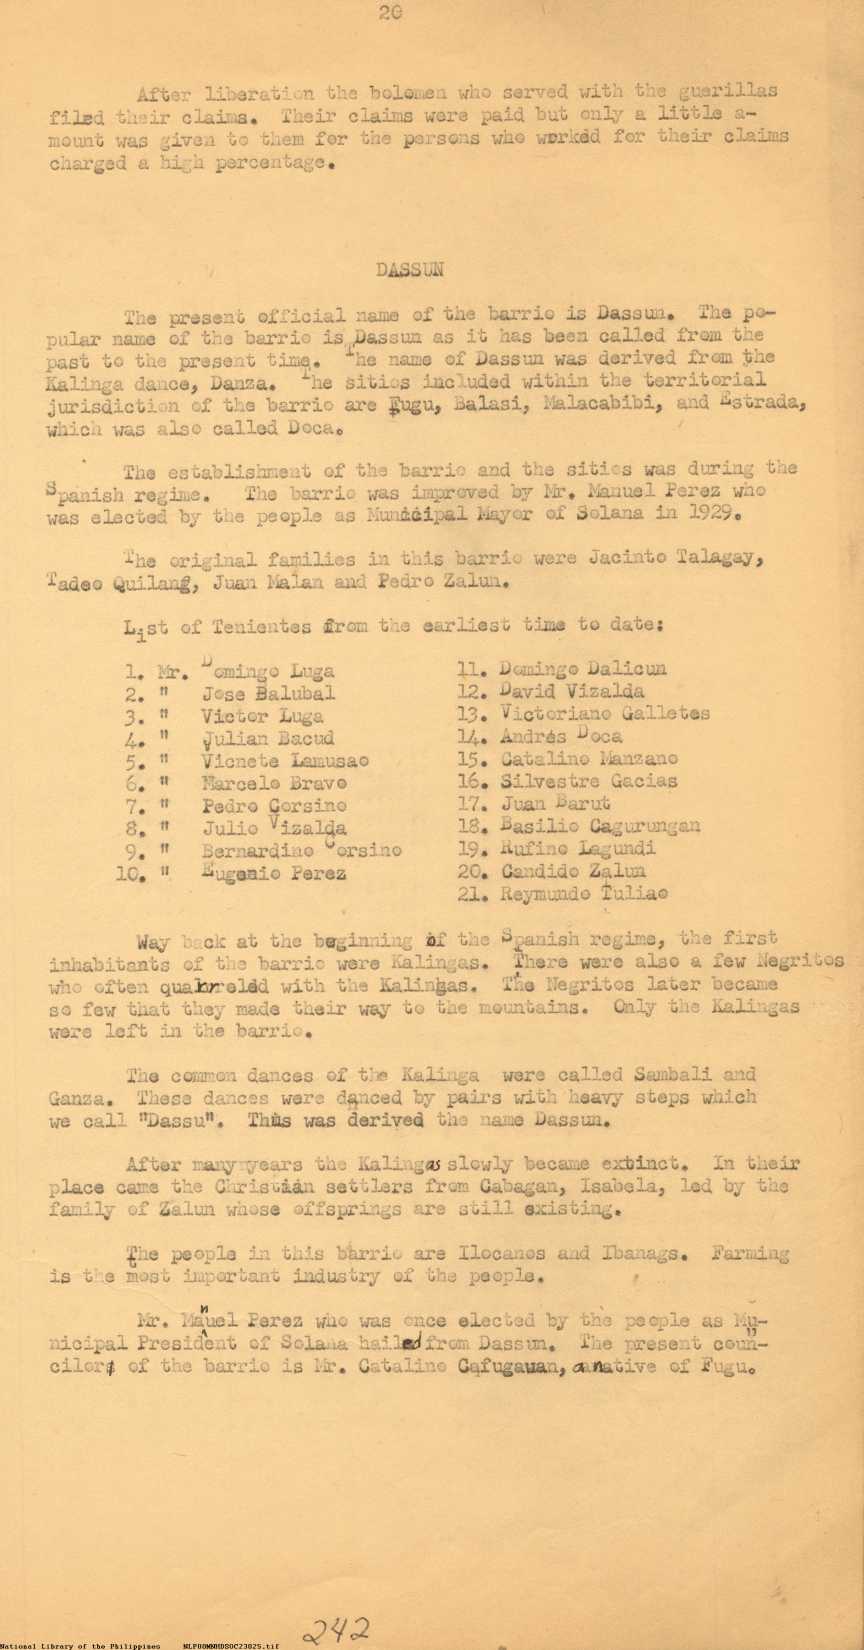 20
After liberation the bolomen who served with the guerillas
filed their claims. Their claims were paid but only a little a-
mount was given to them for the persons who worked for their claims
charged a high percentage.
DASSUN
The present official name of the barrio is Dassun. The po-
pular name of the barrio is Dassun as it has been called from the
past to the present time. The name of Dassun was derived from the
Kalinga dance, Danza. The sitios included within the territorial
jurisdiction of the barrio are Fugu, Balasi, Malacabibi, and Estrada,
which was also called Doca.
The establishment of the barrio and the sitios was during the
Spanish regime. The barrio was improved by Mr. Manuel Perez who
was elected by the people as Municipal Mayor of Solana in 1929.
The original families in this barrio were Jacinto Talagay,
Tadeo Quilang, Juan Malan and Pedro Zalun.
List of Tenientes from the earliest time to date:
1. Mr. Domingo Luga
2. " Jose Balubal
3. " Victor Luga
4. " Julian Bacud
5. " Vicnete Lamusao
6. " Marcelo Bravo
7. " Pedro Corsino
8. " Julio Vizalda
9. " Bernardino Corsino
10. " Eugenio Perez
11. Domingo Dalicun
12. David Vizalda
13. Victoriano Galletes
14. Andres Doca
15. Catalino Manzano
16. Silvestre Gacias
17. Juan Barut
18. Basilio Cagurungan
19. Rufino Lagundi
20. Candido Zalun
21. Reymundo Tuliao
Way back at the beginning of the Spanish regime, the first
inhabitants of the barrio were Kalingas. There were also a few Negritos
who often quarreled with the Kalingas. The Negritos later became
so few that they made their way to the mountains. Only the Kalingas
were left in the barrio.
The common dances of the Kalinga were called Sambali and
Ganza. These dances were danced by pairs with heavy steps which
we call "Dassu". Thus was derived the name Dassun.
After many years the Kalingas slowly became extinct. In their
place came the Christian settlers from Cabagan, Isabela, led by the
family of Zalun whose offsprings are still existing.
The people in this barrio are Ilocanos and Ibanags. Farming
is the most important industry of the people.
Mr. Manuel Perez who was once elected by the people as Mu-
nicipal President of Solana hailed from Dassun. The present coun-
cilor of the barrio is Mr. Catalino Cafugauan, a native of Fugu.
242
National Library of the Philippines NLP00MNHDSOC23025.tif